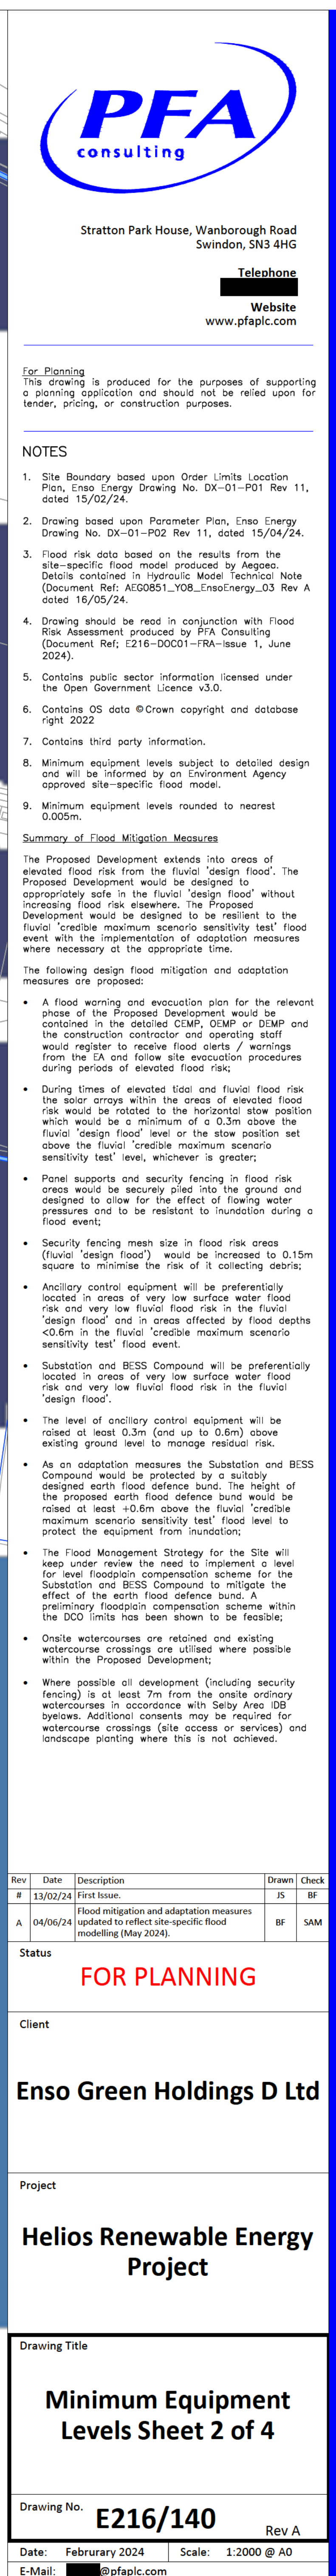 PFA
consulting
Stratton Park House, Wanborough Road
Swindon, SN3 4HG
Telephone
Website
www.pfaplc.com
For Planning
This drawing is produced for the purposes of supporting
a planning application and should not be relied upon for
tender, pricing, or construction purposes.
NOTES
1. Site Boundary based upon Order Limits Location
Plan, Enso Energy Drawing No. DX-01-P01 Rev 11,
dated 15/02/24.
2. Drawing based upon Parameter Plan, Enso Energy
Drawing No. DX-01-P02 Rev 11, dated 15/04/24.
3. Flood risk data based on the results from the
site-specific flood model produced by Aegaea.
Details contained in Hydraulic Model Technical Note
(Document Ref: AEG0851_Y08_EnsoEnergy_03 Rev A
dated 16/05/24.
4. Drawing should be read in conjunction with Flood
Risk Assessment produced by PFA Consulting
(Document Ref; E216-DOC01-FRA-Issue 1, June
2024).
5. Contains public sector information licensed under
the Open Government Licence v3.0.
6. Contains OS data ©Crown copyright and database
right 2022
7. Contains third party information.
8. Minimum equipment levels subject to detailed design
and will be informed by an Environment Agency
approved site-specific flood model.
9. Minimum equipment levels rounded to nearest
0.005m.
Summary of Flood Mitigation Measures
The Proposed Development extends into areas of
elevated flood risk from the fluvial 'design flood'. The
Proposed Development would be designed to
appropriately safe in the fluvial 'design flood' without
increasing flood risk elsewhere. The Proposed
Development would be designed to be resilient to the
fluvial 'credible maximum scenario sensitivity test' flood
event with the implementation of adaptation measures
where necessary at the appropriate time.
The following design flood mitigation and adaptation
measures are proposed:
• A flood warning and evacuation plan for the relevant
phase of the Proposed Development would be
contained in the detailed CEMP, OEMP or DEMP and
the construction contractor and operating staff
would register to receive flood alerts / warnings
from the EA and follow site evacuation procedures
during periods of elevated flood risk;
• During times of elevated tidal and fluvial flood risk
the solar arrays within the areas of elevated flood
risk would be rotated to the horizontal stow position
which would be a minimum of a 0.3m above the
fluvial 'design flood' level or the stow position set
above the fluvial 'credible maximum scenario
sensitivity test' level, whichever is greater;
• Panel supports and security fencing in flood risk
areas would be securely piled into the ground and
designed to allow for the effect of flowing water
pressures and to be resistant to inundation during a
flood event;
• Security fencing mesh size in flood risk areas
(fluvial 'design flood') would be increased to 0.15m
square to minimise the risk of it collecting debris;
• Ancillary control equipment will be preferentially
located in areas of very low surface water flood
risk and very low fluvial flood risk in the fluvial
'design flood' and in areas affected by flood depths
<0.6m in the fluvial 'credible maximum scenario
sensitivity test' flood event.
• Substation and BESS Compound will be preferentially
located in areas of very low surface water flood
risk and very low fluvial flood risk in the fluvial
'design flood'.
• The level of ancillary control equipment will be
raised at least 0.3m (and up to 0.6m) above
existing ground level to manage residual risk.
• As an adaptation measures the Substation and BESS
Compound would be protected by a suitably
designed earth flood defence bund. The height of
the proposed earth flood defence bund would be
raised at least +0.6m above the fluvial 'credible
maximum scenario sensitivity test' flood level to
protect the equipment from inundation;
• The Flood Management Strategy for the Site will
keep under review the need to implement a level
for level floodplain compensation scheme for the
Substation and BESS Compound to mitigate the
effect of the earth flood defence bund. A
preliminary floodplain compensation scheme within
the DCO limits has been shown to be feasible;
• Onsite watercourses are retained and existing
watercourse crossings are utilised where possible
within the Proposed Development;
• Where possible all development (including security
fencing) is at least 7m from the onsite ordinary
watercourses in accordance with Selby Area IDB
byelaws. Additional consents may be required for
watercourse crossings (site access or services) and
landscape planting where this is not achieved.
Rev Date Description Drawn Check
# 13/02/24 First Issue. JS BF
A 04/06/24 Flood mitigation and adaptation measures
updated to reflect site-specific flood
modelling (May 2024). BF SAM
Status
FOR PLANNING
Client
Enso Green Holdings D Ltd
Project
Helios Renewable Energy
Project
Drawing Title
Minimum Equipment
Levels Sheet 2 of 4
Drawing No. E216/140 Rev A
Date: Februrary 2024 Scale: 1:2000 @ A0
E-Mail: @pfaplc.com